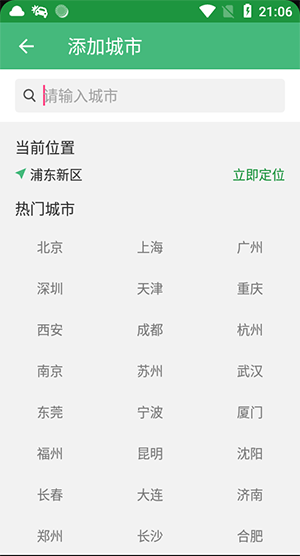 21:06
添加城市
请输入城市
当前位置
浦东新区 立即定位
热门城市
北京 上海 广州
深圳 天津 重庆
西安 成都 杭州
南京 苏州 武汉
东莞 宁波 厦门
福州 昆明 沈阳
长春 大连 济南
郑州 长沙 合肥